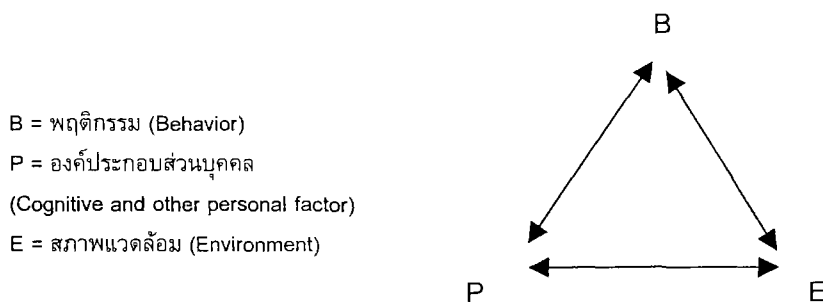 B
B = พฤติกรรม (Behavior)
P = องค์ประกอบส่วนบุคคล
(Cognitive and other personal factor)
E = สภาพแวดล้อม (Environment)
P
E